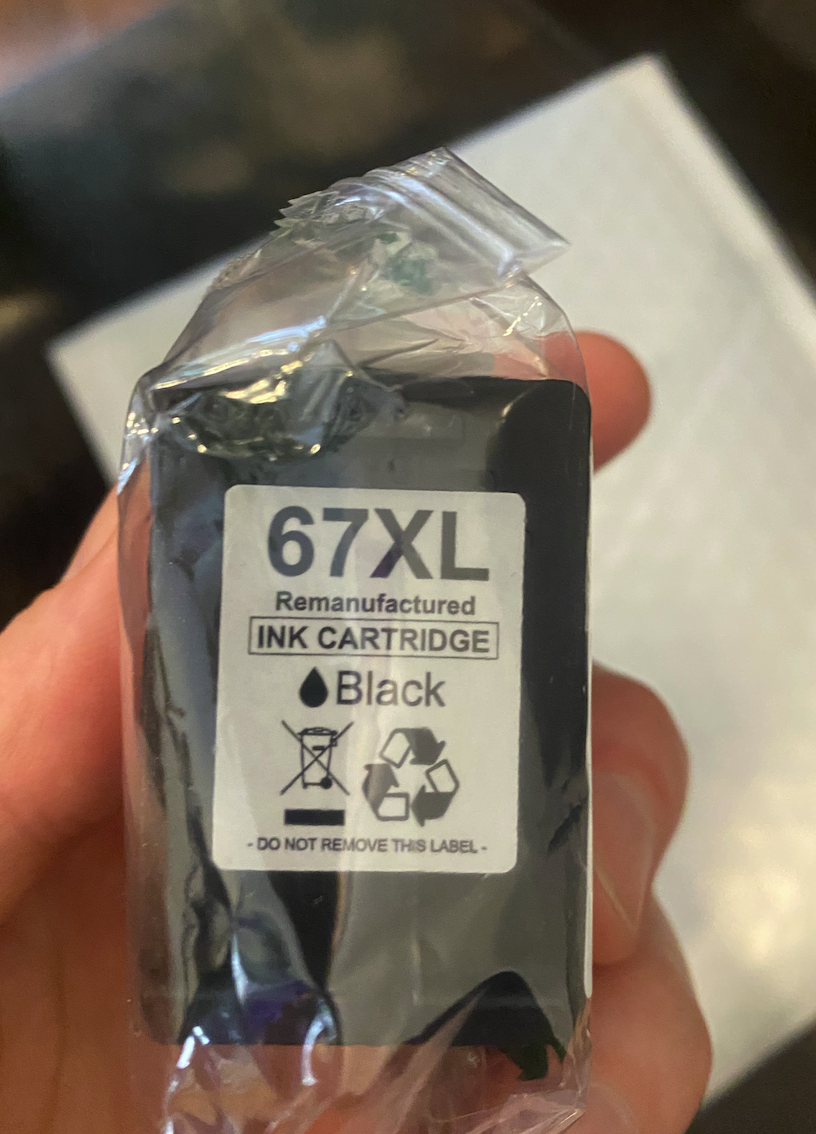 67XL
Remanufactured
INK CARTRIDGE
Black
- DO NOT REMOVE THIS LABEL -